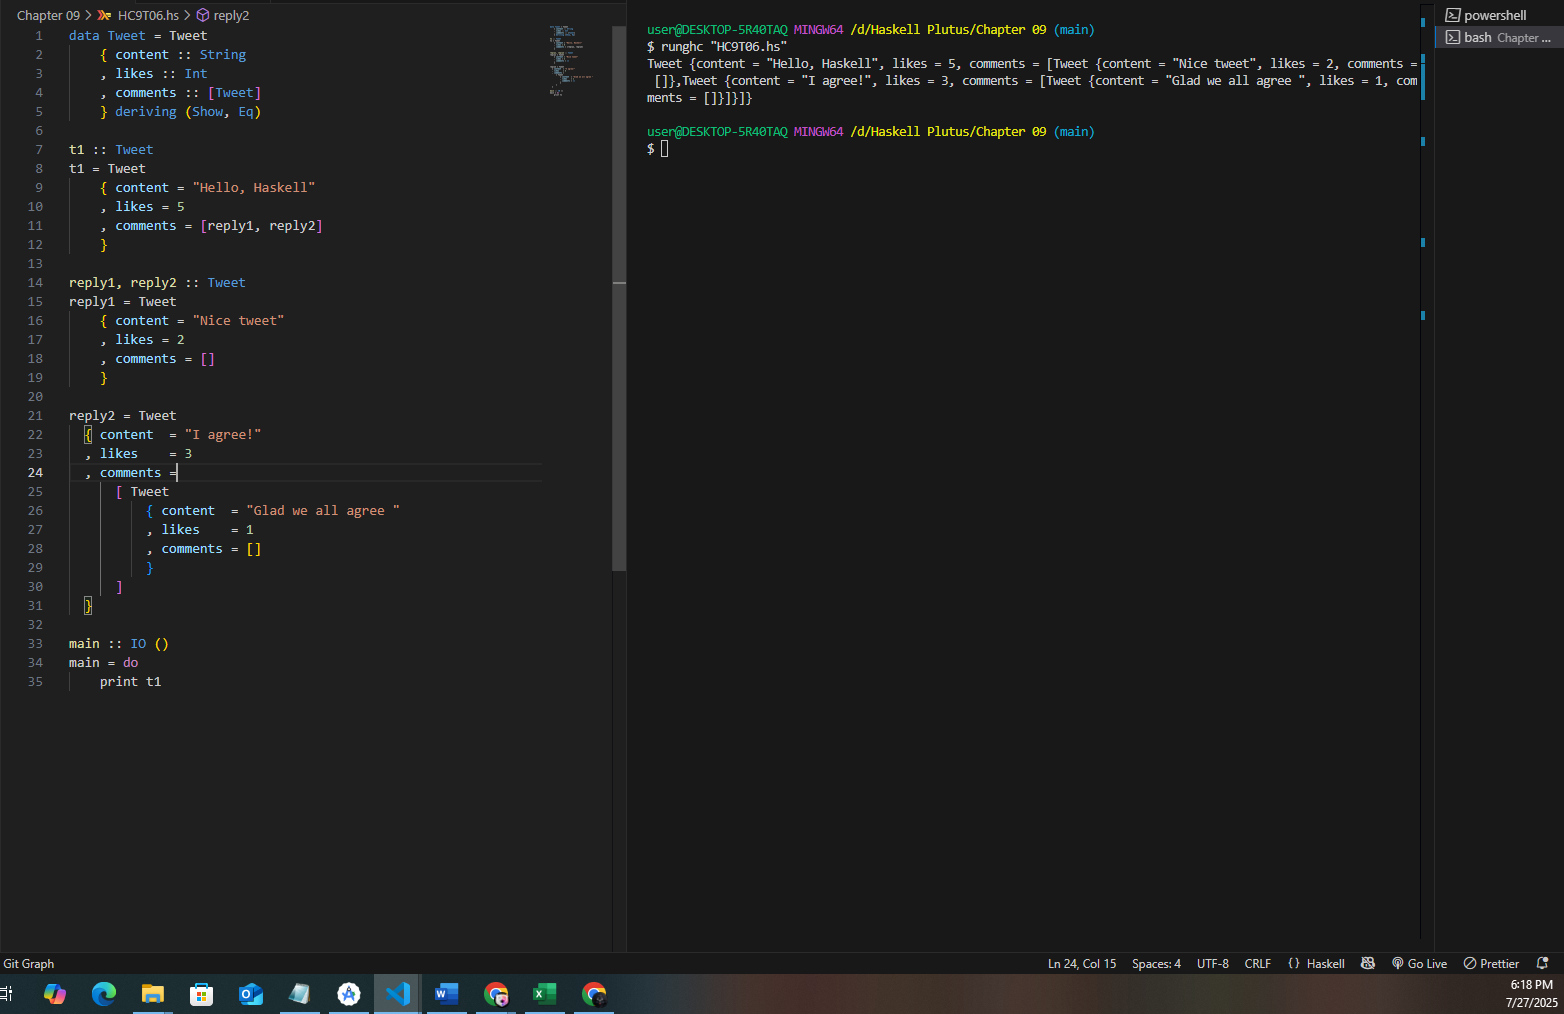 Chapter 09 > HC9T06.hs > reply2
1 data Tweet = Tweet
2     { content :: String
3     , likes :: Int
4     , comments :: [Tweet]
5     } deriving (Show, Eq)
6
7 t1 :: Tweet
8 t1 = Tweet
9     { content = "Hello, Haskell"
10     , likes = 5
11     , comments = [reply1, reply2]
12     }
13
14 reply1, reply2 :: Tweet
15 reply1 = Tweet
16     { content = "Nice tweet"
17     , likes = 2
18     , comments = []
19     }
20
21 reply2 = Tweet
22   { content  = "I agree!"
23   , likes    = 3
24   , comments =
25       [ Tweet
26           { content  = "Glad we all agree "
27           , likes    = 1
28           , comments = []
29           }
30       ]
31   }
32
33 main :: IO ()
34 main = do
35     print t1
user@DESKTOP-5R40TAQ MINGW64 /d/Haskell Plutus/Chapter 09 (main)
$ runghc "HC9T06.hs"
Tweet {content = "Hello, Haskell", likes = 5, comments = [Tweet {content = "Nice tweet", likes = 2, comments =
 []},Tweet {content = "I agree!", likes = 3, comments = [Tweet {content = "Glad we all agree ", likes = 1, com
ments = []}]}]}
user@DESKTOP-5R40TAQ MINGW64 /d/Haskell Plutus/Chapter 09 (main)
$
powershell
bash Chapter ...
Git Graph
Ln 24, Col 15 Spaces: 4 UTF-8 CRLF {} Haskell Go Live Prettier
6:18 PM
7/27/2025